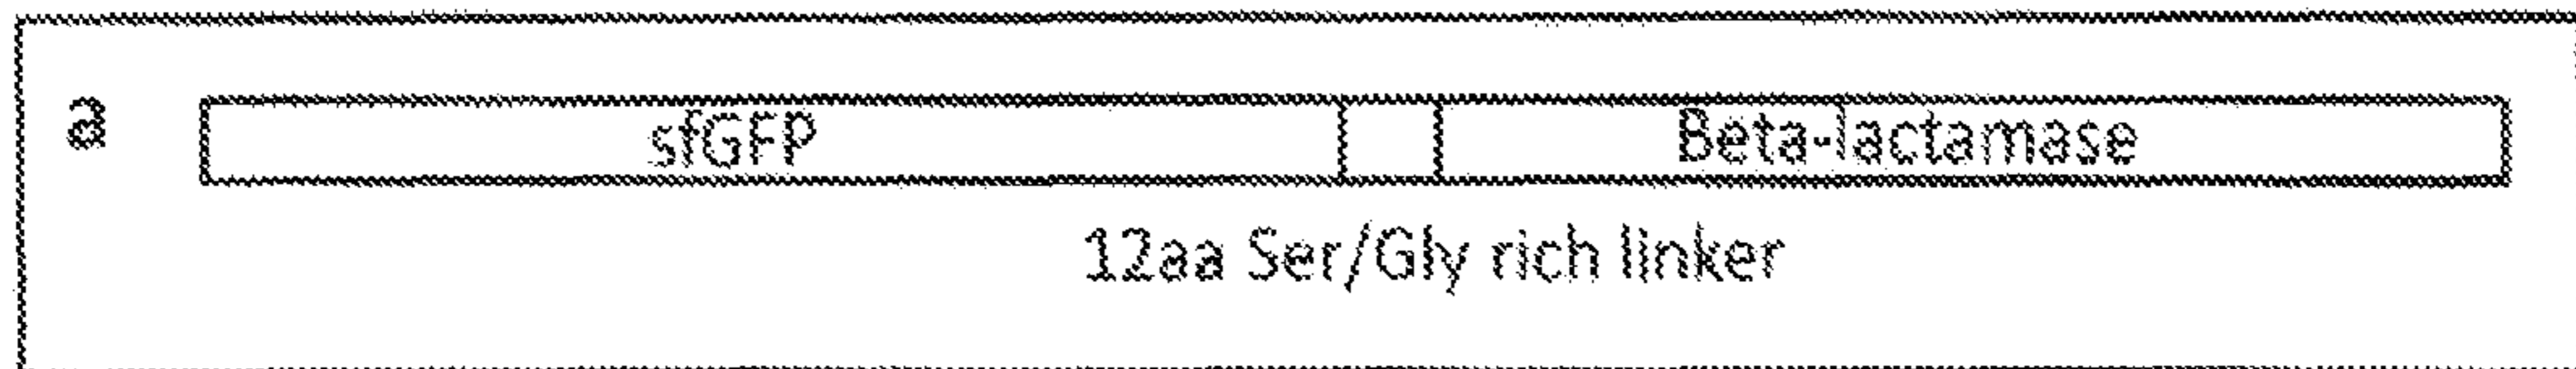 a
sfGFP
Beta-lactamase
12aa Ser/Gly rich linker